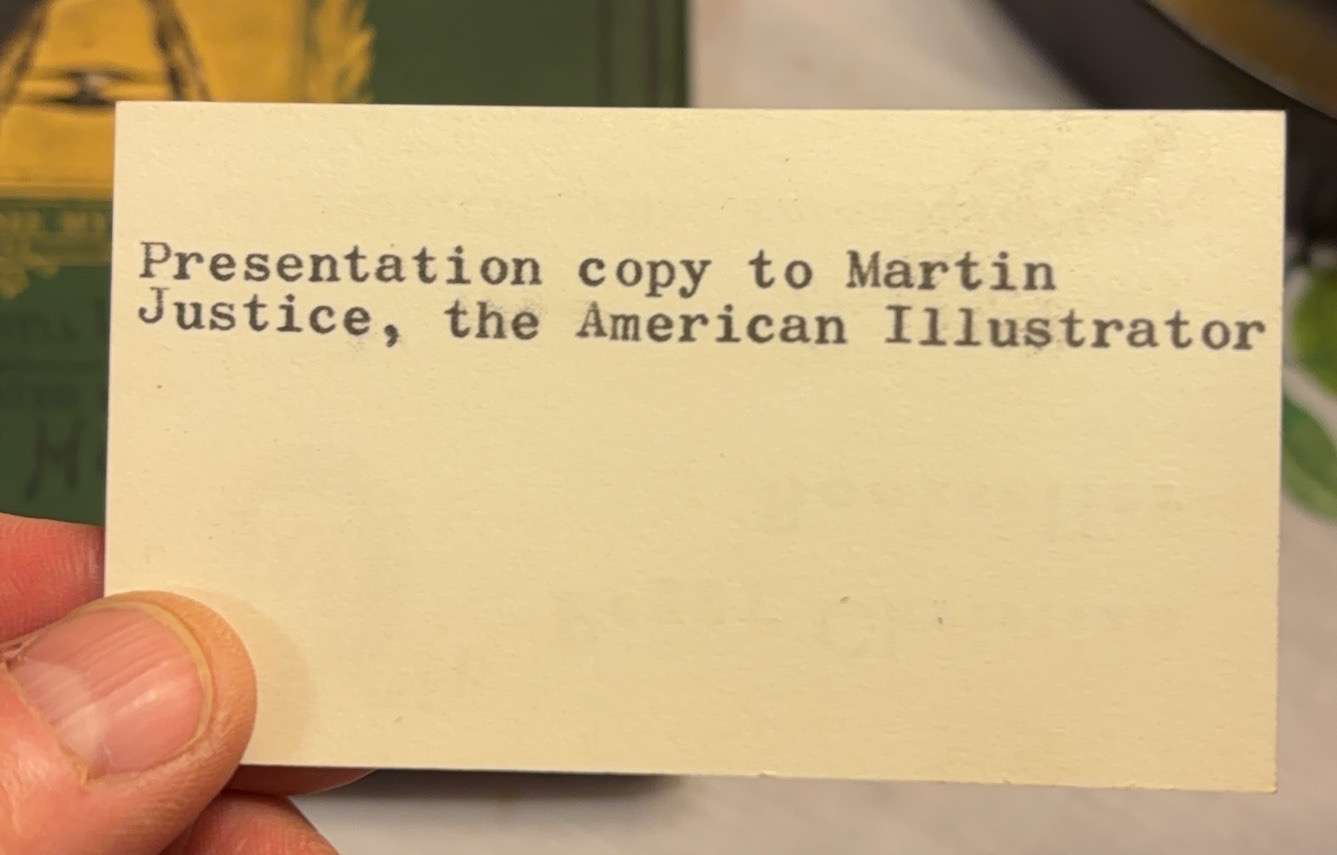 Presentation copy to Martin
Justice, the American Illustrator